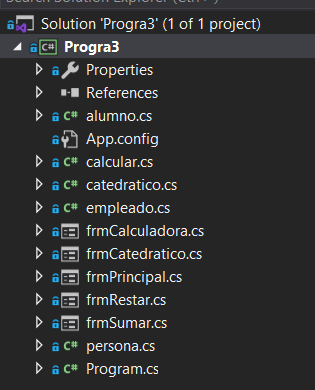 Solution 'Progra3' (1 of 1 project)
C# Progra3
Properties
References
C# alumno.cs
App.config
C# calcular.cs
C# catedratico.cs
C# empleado.cs
frmCalculadora.cs
frmCatedratico.cs
frmPrincipal.cs
frmRestar.cs
frmSumar.cs
C# persona.cs
C# Program.cs